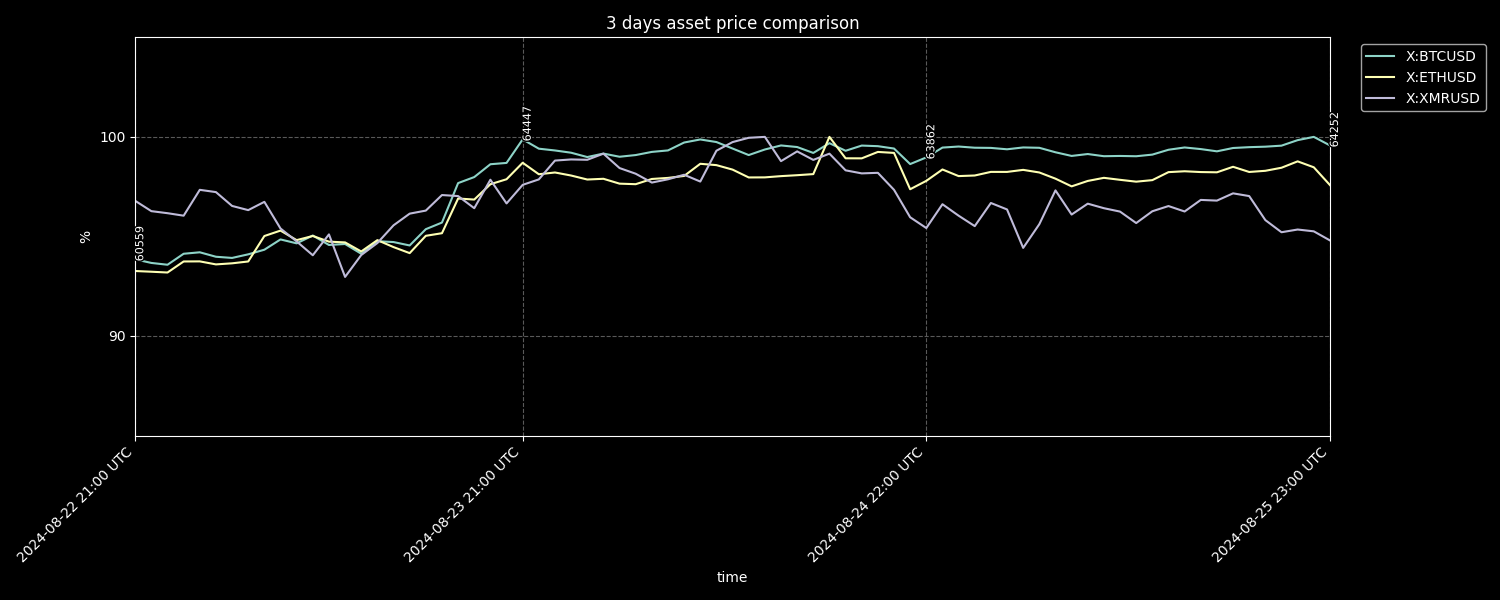 3 days asset price comparison
X:BTCUSD
X:ETHUSD
X:XMRUSD
100
90
%
60559
64447
63862
64252
2024-08-22 21:00 UTC
2024-08-23 21:00 UTC
2024-08-24 22:00 UTC
2024-08-25 23:00 UTC
time